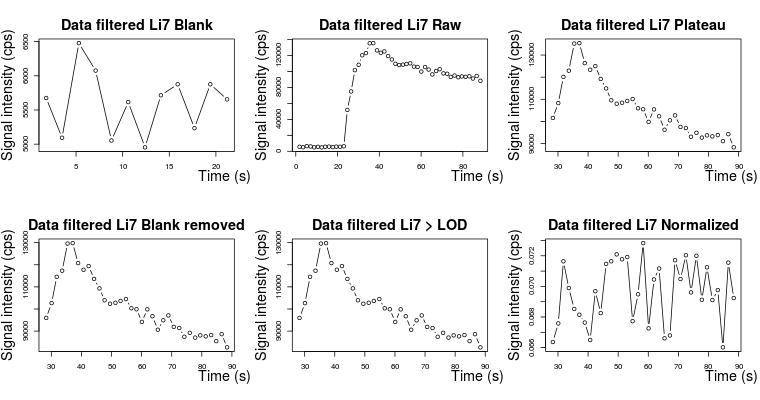 Data filtered Li7 Blank
Signal intensity (cps)
6500
6000
5500
5000
5 10 15 20
Time (s)
Data filtered Li7 Raw
Signal intensity (cps)
120000
80000
40000
0
0 20 40 60 80
Time (s)
Data filtered Li7 Plateau
Signal intensity (cps)
130000
110000
90000
30 40 50 60 70 80 90
Time (s)
Data filtered Li7 Blank removed
Signal intensity (cps)
130000
110000
90000
30 40 50 60 70 80 90
Time (s)
Data filtered Li7 > LOD
Signal intensity (cps)
130000
110000
90000
30 40 50 60 70 80 90
Time (s)
Data filtered Li7 Normalized
Signal intensity (cps)
0.072
0.070
0.068
0.066
30 40 50 60 70 80 90
Time (s)